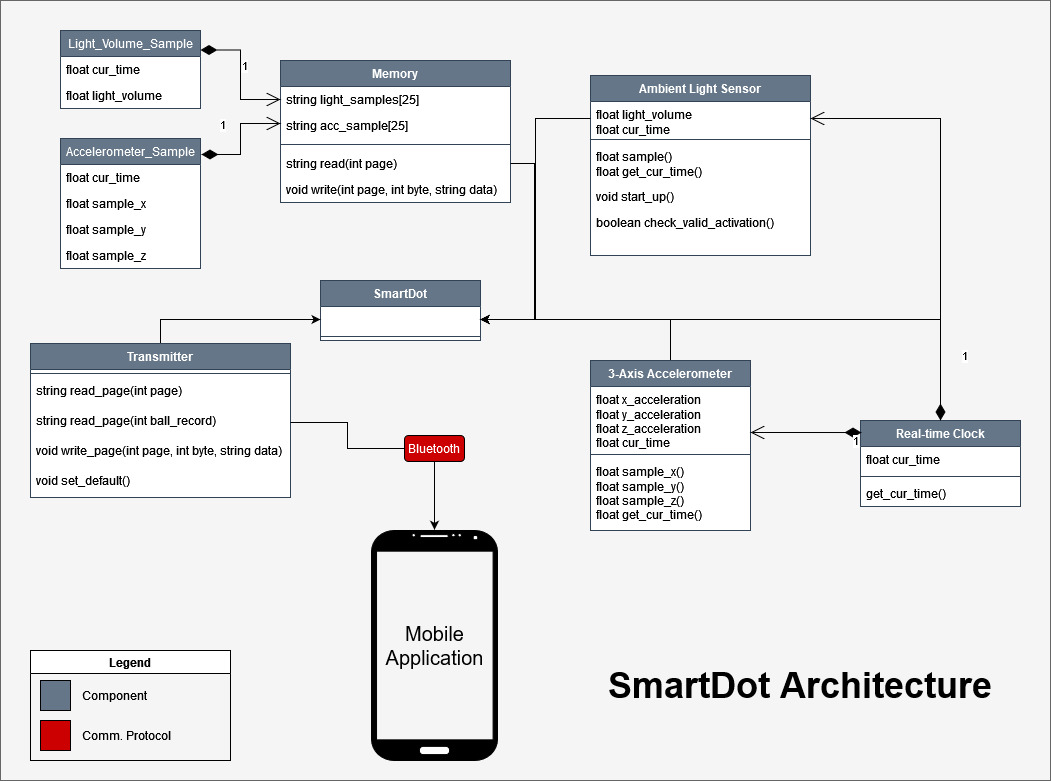 Light_Volume_Sample
float cur_time
float light_volume
1
Memory
string light_samples[25]
string acc_sample[25]
string read(int page)
void write(int page, int byte, string data)
1
Accelerometer_Sample
float cur_time
float sample_x
float sample_y
float sample_z
Ambient Light Sensor
float light_volume
float cur_time
float sample()
float get_cur_time()
void start_up()
boolean check_valid_activation()
SmartDot
Transmitter
string read_page(int page)
string read_page(int ball_record)
void write_page(int page, int byte, string data)
void set_default()
Bluetooth
3-Axis Accelerometer
float x_acceleration
float y_acceleration
float z_acceleration
float cur_time
float sample_x()
float sample_y()
float sample_z()
float get_cur_time()
1
1
Real-time Clock
float cur_time
get_cur_time()
Mobile
Application
Legend
Component
Comm. Protocol
SmartDot Architecture